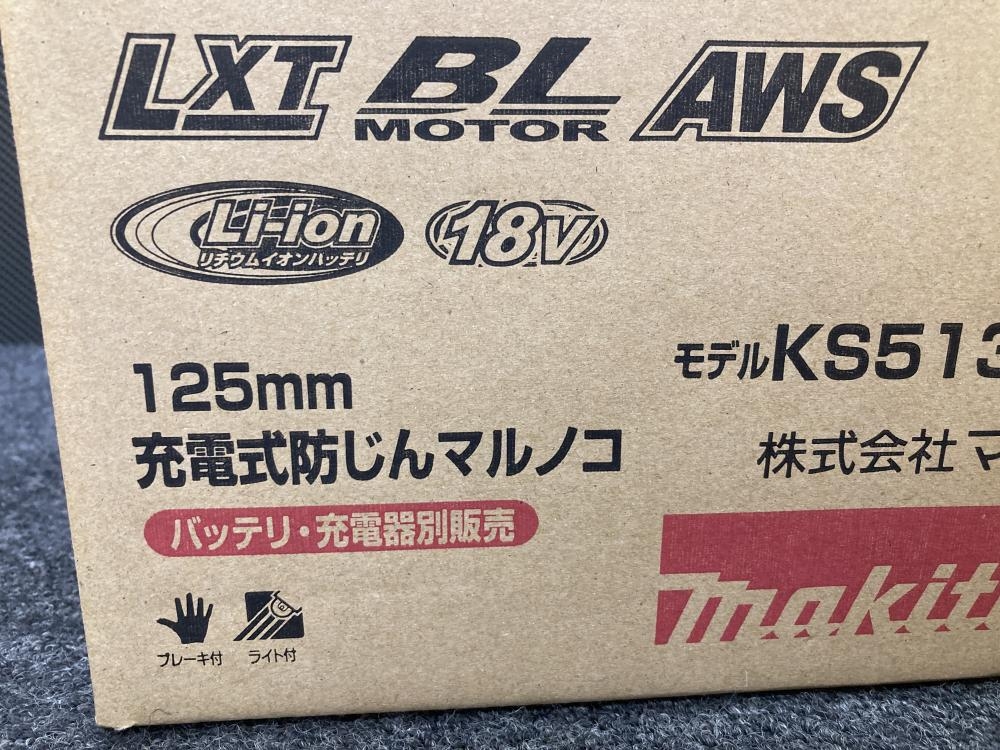 LXT BL MOTOR AWS
Li-ion
リチウムイオンバッテリ
18V
125mm
充電式防じんマルノコ
バッテリ・充電器別販売
ブレーキ付 ライト付
モデルKS513
株式会社マ
makit